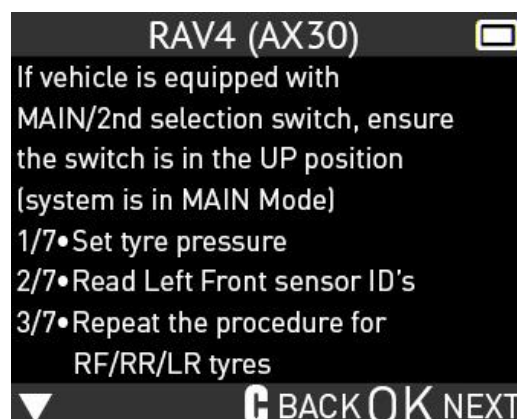 RAV4 (AX30)
If vehicle is equipped with
MAIN/2nd selection switch, ensure
the switch is in the UP position
(system is in MAIN Mode)
1/7•Set tyre pressure
2/7•Read Left Front sensor ID's
3/7•Repeat the procedure for
RF/RR/LR tyres
C BACK OK NEXT